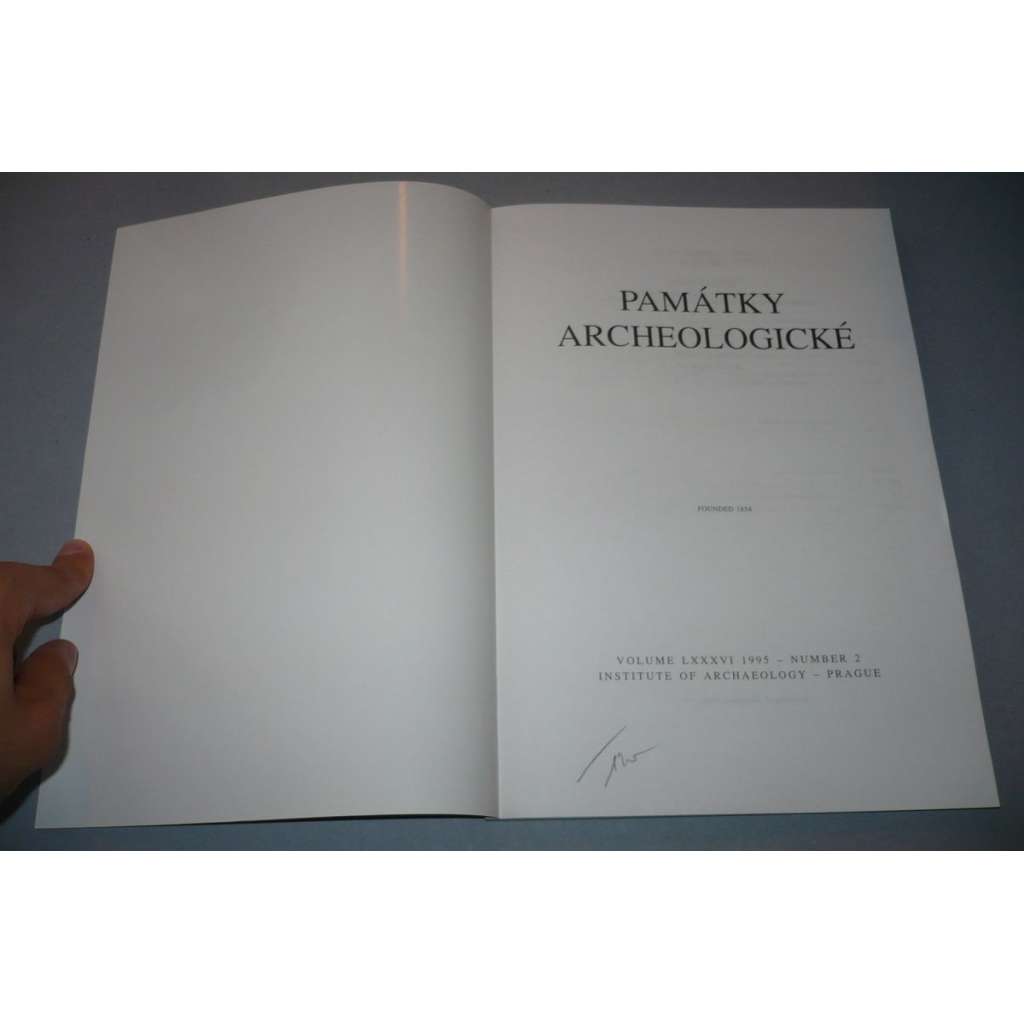 PAMÁTKY
ARCHEOLOGICKÉ
FOUNDED 1854
VOLUME LXXXVI 1995 – NUMBER 2
INSTITUTE OF ARCHAEOLOGY – PRAGUE